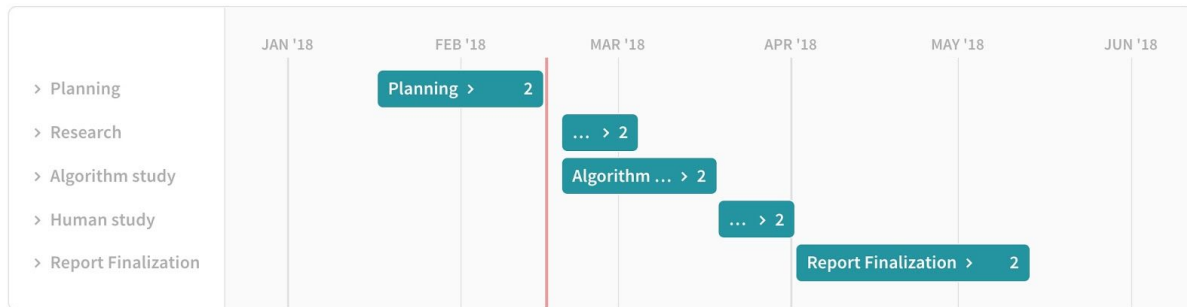 JAN '18 FEB '18 MAR '18 APR '18 MAY '18 JUN '18
> Planning Planning > 2
> Research ... > 2
> Algorithm study Algorithm ... > 2
> Human study ... > 2
> Report Finalization Report Finalization > 2